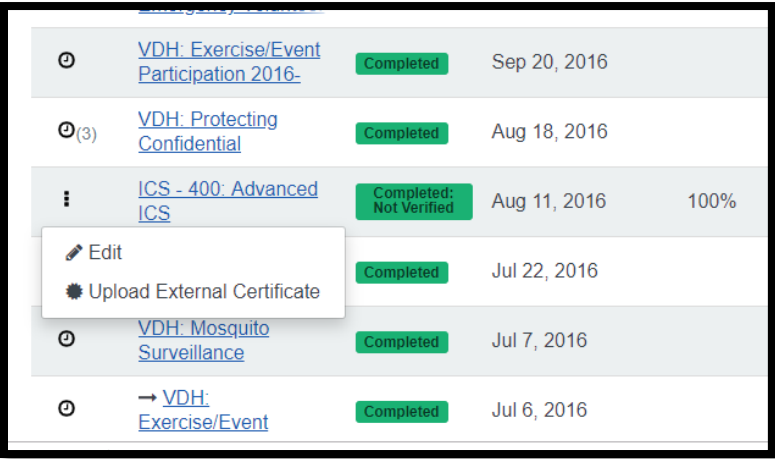 VDH: Exercise/Event
Participation 2016-
Completed
Sep 20, 2016
(3)
VDH: Protecting
Confidential
Completed
Aug 18, 2016
ICS - 400: Advanced
ICS
Completed:
Not Verified
Aug 11, 2016
100%
Edit
Upload External Certificate
Completed
Jul 22, 2016
VDH: Mosquito
Surveillance
Completed
Jul 7, 2016
→ VDH:
Exercise/Event
Completed
Jul 6, 2016